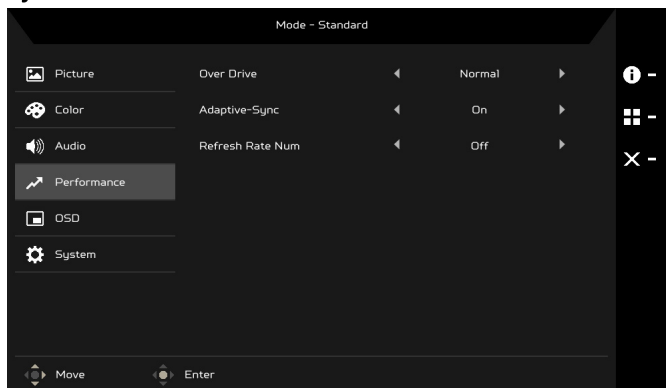 Mode - Standard
Picture
Over Drive Normal
Color
Adaptive-Sync On
Audio
Refresh Rate Num Off
Performance
OSD
System
Move Enter